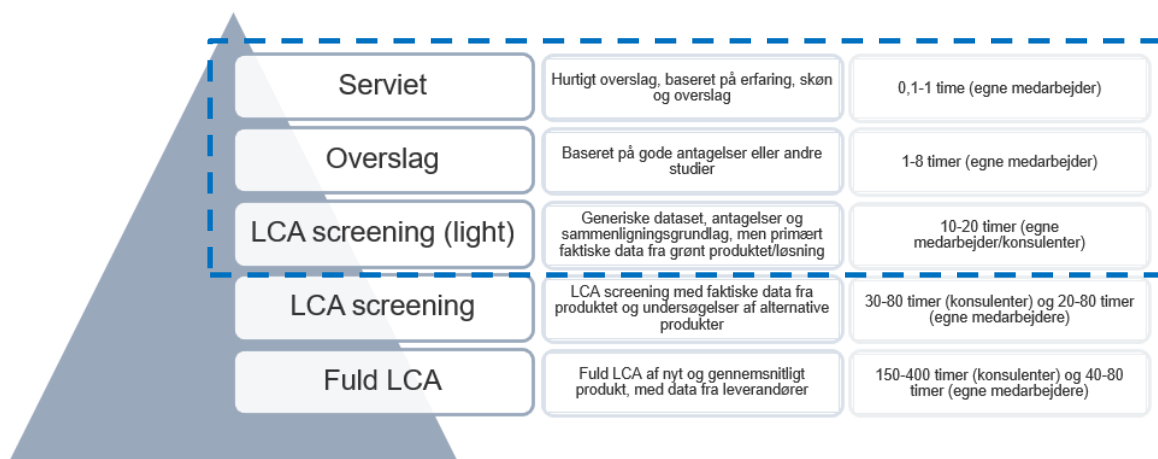 Serviet
Hurtigt overslag, baseret på erfaring, skøn
og overslag
0,1-1 time (egne medarbejder)
Overslag
Baseret på gode antagelser eller andre
studier
1-8 timer (egne medarbejder)
LCA screening (light)
Generiske dataset, antagelser og
sammenligningsgrundlag, men primært
faktiske data fra grønt produktet/løsning
10-20 timer (egne
medarbejder/konsulenter)
LCA screening
LCA screening med faktiske data fra
produktet og undersøgelser af alternative
produkter
30-80 timer (konsulenter) og 20-80 timer
(egne medarbejdere)
Fuld LCA
Fuld LCA af nyt og gennemsnitligt
produkt, med data fra leverandører
150-400 timer (konsulenter) og 40-80
timer (egne medarbejdere)